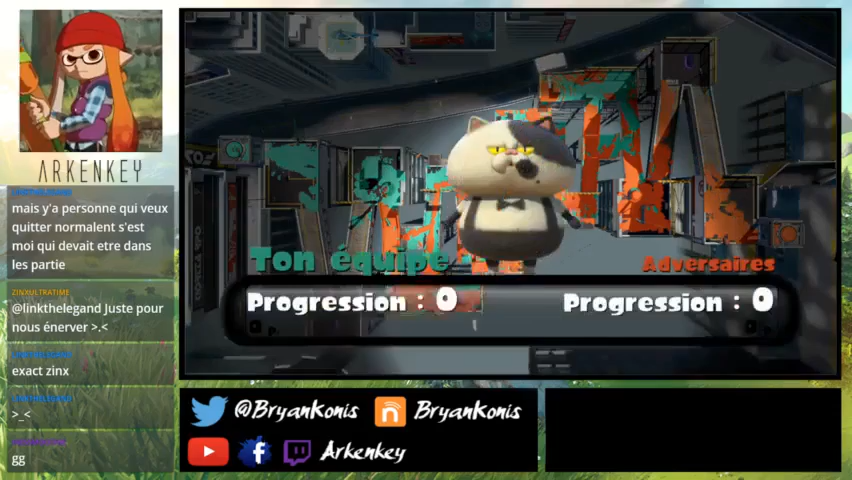 ARKENKEY
mais y'a personne qui veux
quitter normalent s'est
moi qui devait etre dans
les partie
ZINXULTRATIME
@linkthelegand Juste pour
nous énerver >.<
exact zinx
>_<
gg
Ton équipe
Adversaires
Progression : 0
Progression : 0
@BryanKonis
BryanKonis
Arkenkey